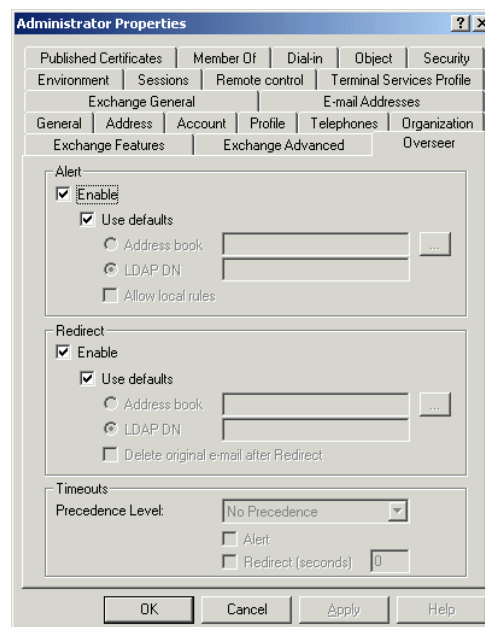 Administrator Properties
Published Certificates Member Of Dial-in Object Security
Environment Sessions Remote control Terminal Services Profile
Exchange General E-mail Addresses
General Address Account Profile Telephones Organization
Exchange Features Exchange Advanced Overseer
Alert
Enable
Use defaults
Address book ...
LDAP DN
Allow local rules
Redirect
Enable
Use defaults
Address book ...
LDAP DN
Delete original e-mail after Redirect
Timeouts
Precedence Level: No Precedence
Alert
Redirect (seconds) 0
OK Cancel Apply Help